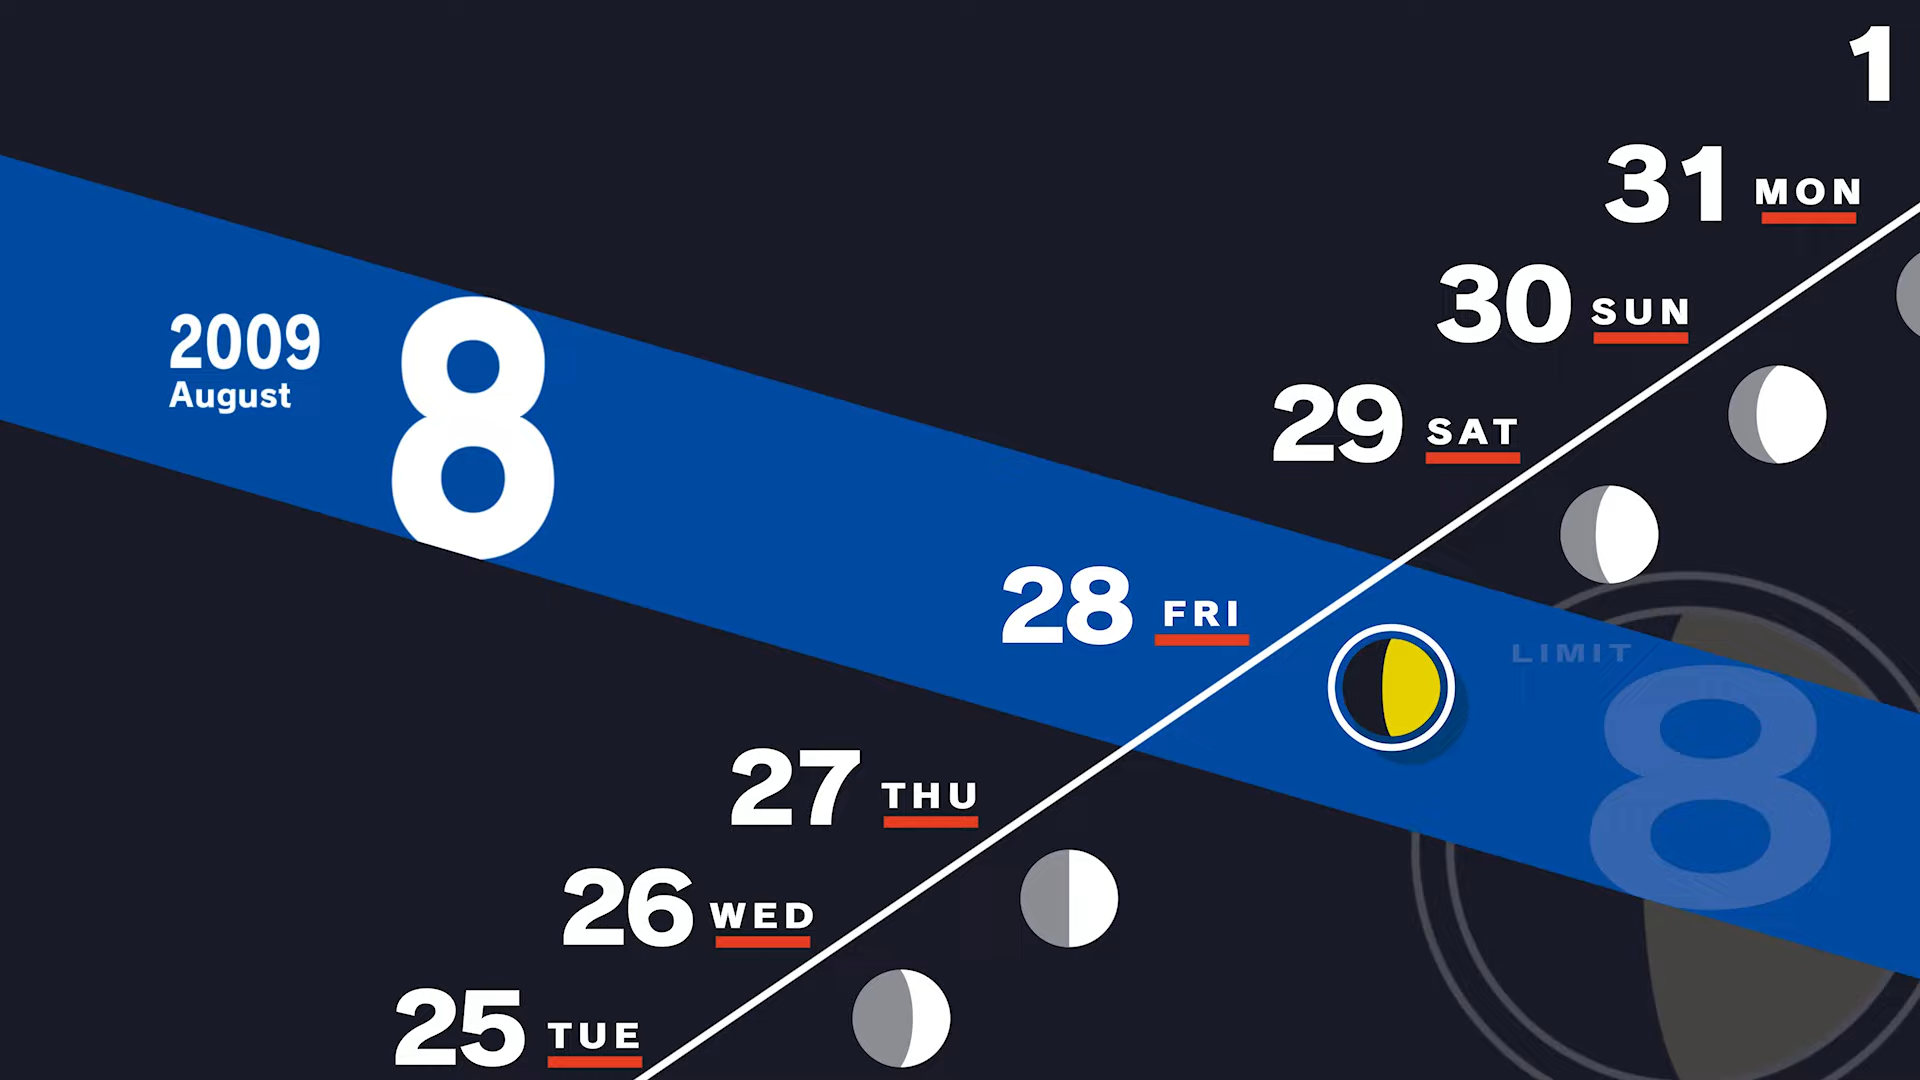 1
31 MON
30 SUN
2009
August
8
29 SAT
28 FRI
LIMIT
8
27 THU
26 WED
25 TUE